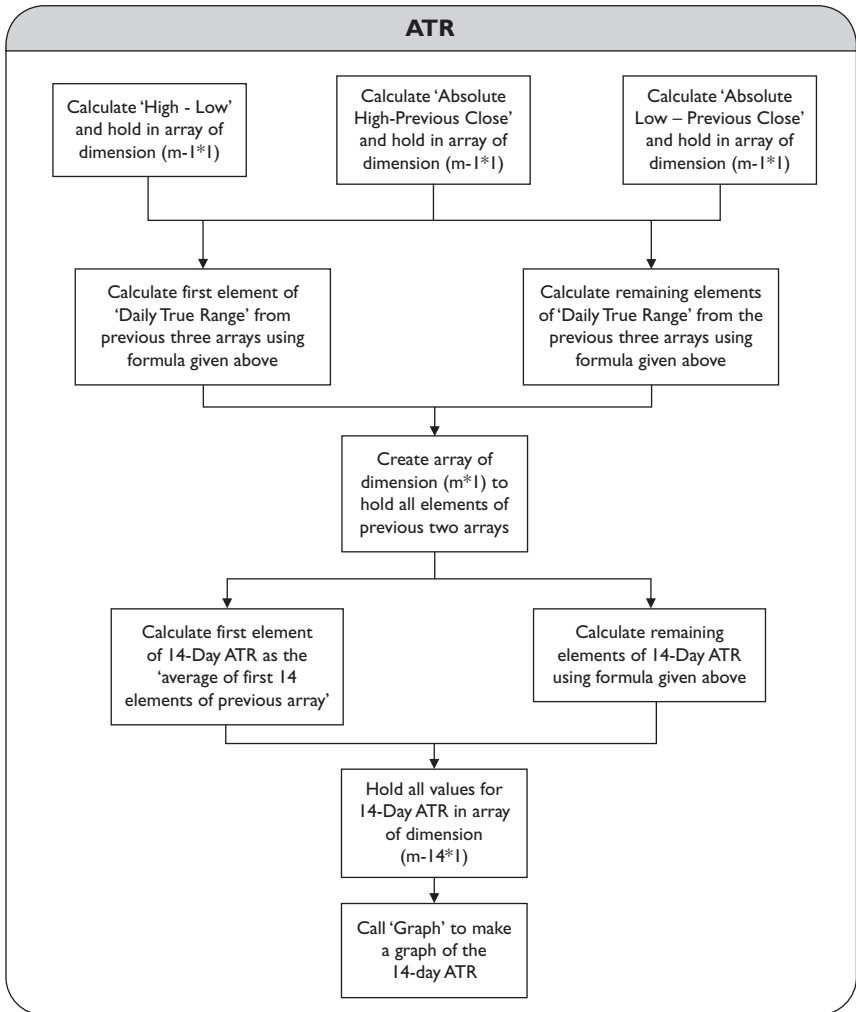 ATR
Calculate ‘High - Low’
and hold in array of
dimension (m-1*1)
Calculate ‘Absolute
High-Previous Close’
and hold in array of
dimension (m-1*1)
Calculate ‘Absolute
Low – Previous Close’
and hold in array of
dimension (m-1*1)
Calculate first element of
‘Daily True Range’ from
previous three arrays using
formula given above
Calculate remaining elements
of ‘Daily True Range’ from the
previous three arrays using
formula given above
Create array of
dimension (m*1) to
hold all elements of
previous two arrays
Calculate first element
of 14-Day ATR as the
‘average of first 14
elements of previous array’
Calculate remaining
elements of 14-Day ATR
using formula given above
Hold all values for
14-Day ATR in array
of dimension
(m-14*1)
Call ‘Graph’ to make
a graph of the
14-day ATR